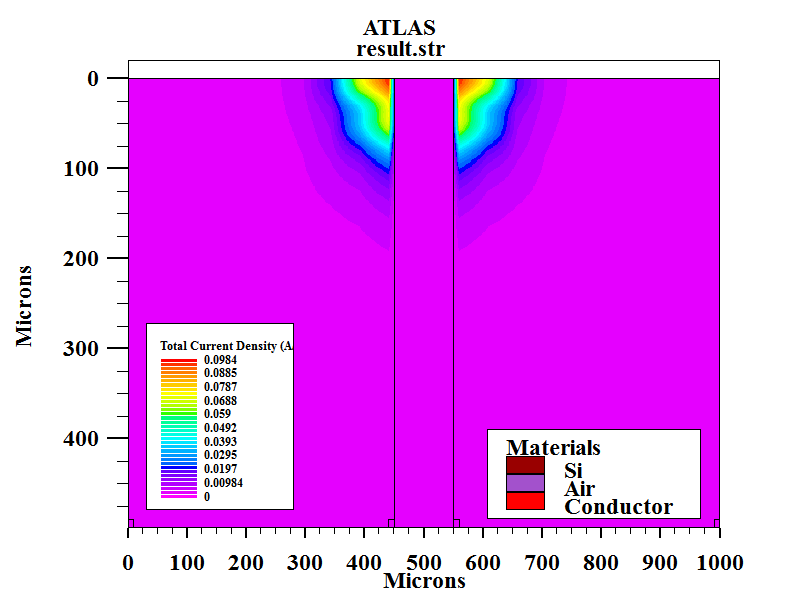 ATLAS
result.str
0
100
200
300
400
Microns
Total Current Density (A
0.0984
0.0885
0.0787
0.0688
0.059
0.0492
0.0393
0.0295
0.0197
0.00984
0
Materials
Si
Air
Conductor
0 100 200 300 400 500 600 700 800 900 1000
Microns